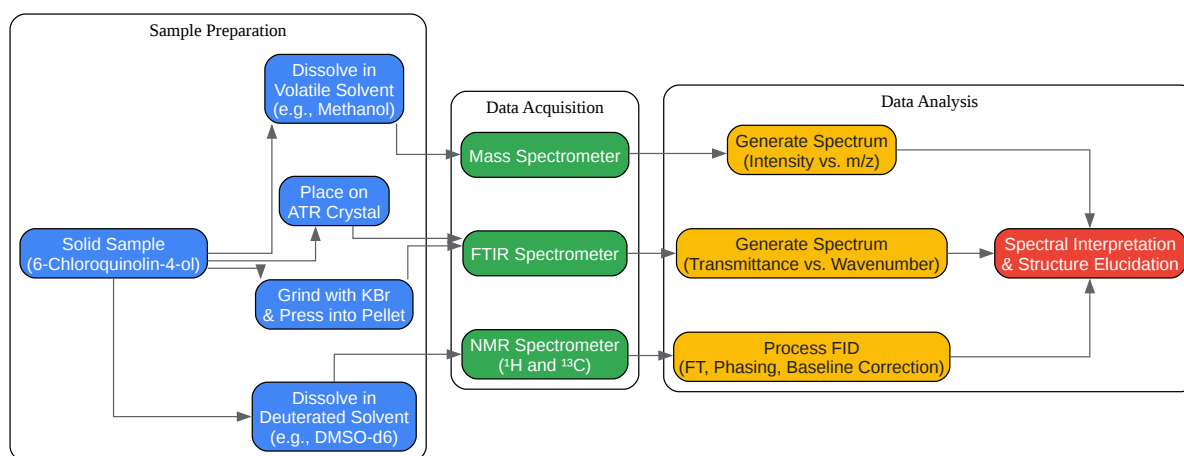 Sample Preparation
Dissolve in
Volatile Solvent
(e.g., Methanol)
Place on
ATR Crystal
Solid Sample
(6-Chloroquinolin-4-ol)
Grind with KBr
& Press into Pellet
Dissolve in
Deuterated Solvent
(e.g., DMSO-d6)
Data Acquisition
Mass Spectrometer
FTIR Spectrometer
NMR Spectrometer
(¹H and ¹³C)
Data Analysis
Generate Spectrum
(Intensity vs. m/z)
Generate Spectrum
(Transmittance vs. Wavenumber)
Process FID
(FT, Phasing, Baseline Correction)
Spectral Interpretation
& Structure Elucidation